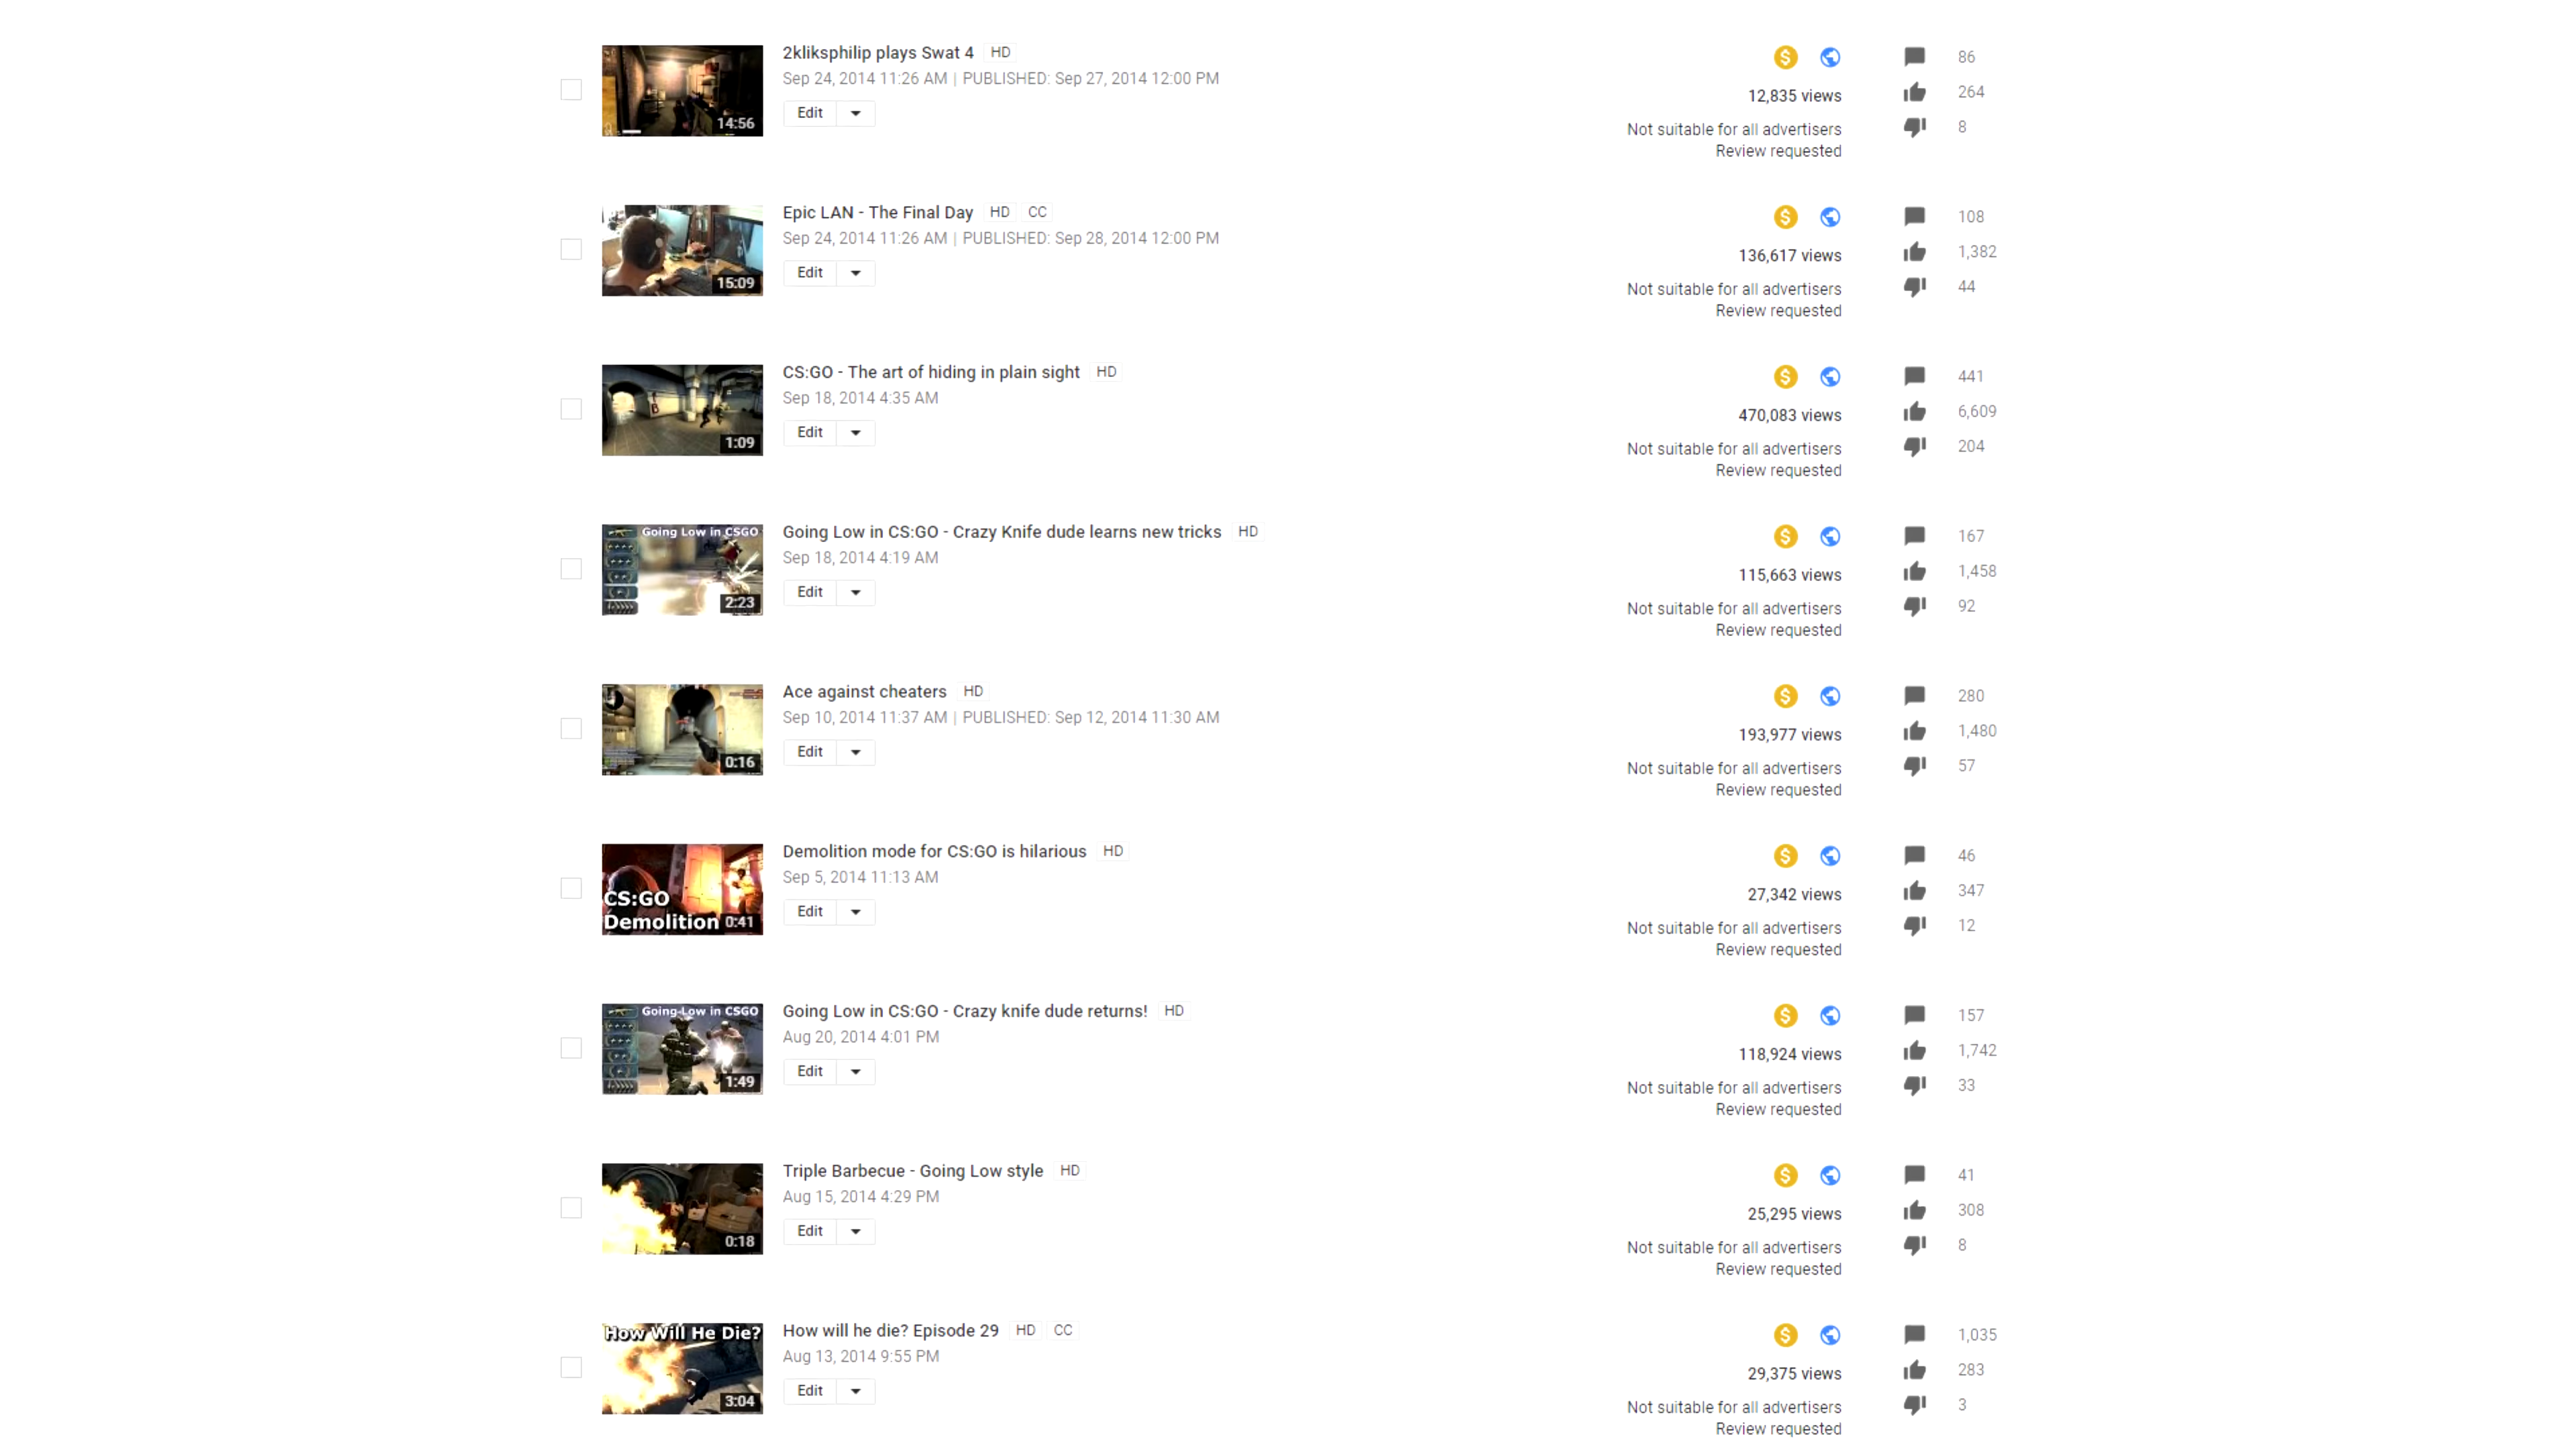 2kliksphilip plays Swat 4 HD
Sep 24, 2014 11:26 AM | PUBLISHED: Sep 27, 2014 12:00 PM
Edit
14:56
12,835 views
Not suitable for all advertisers
Review requested
86
264
8
Epic LAN - The Final Day HD CC
Sep 24, 2014 11:26 AM | PUBLISHED: Sep 28, 2014 12:00 PM
Edit
15:09
136,617 views
Not suitable for all advertisers
Review requested
108
1,382
44
CS:GO - The art of hiding in plain sight HD
Sep 18, 2014 4:35 AM
Edit
1:09
470,083 views
Not suitable for all advertisers
Review requested
441
6,609
204
Going Low in CSGO
2:23
Going Low in CS:GO - Crazy Knife dude learns new tricks HD
Sep 18, 2014 4:19 AM
Edit
115,663 views
Not suitable for all advertisers
Review requested
167
1,458
92
Ace against cheaters HD
Sep 10, 2014 11:37 AM | PUBLISHED: Sep 12, 2014 11:30 AM
Edit
0:16
193,977 views
Not suitable for all advertisers
Review requested
280
1,480
57
CS:GO
Demolition 0:41
Demolition mode for CS:GO is hilarious HD
Sep 5, 2014 11:13 AM
Edit
27,342 views
Not suitable for all advertisers
Review requested
46
347
12
Going Low in CSGO
1:49
Going Low in CS:GO - Crazy knife dude returns! HD
Aug 20, 2014 4:01 PM
Edit
118,924 views
Not suitable for all advertisers
Review requested
157
1,742
33
Triple Barbecue - Going Low style HD
Aug 15, 2014 4:29 PM
Edit
0:18
25,295 views
Not suitable for all advertisers
Review requested
41
308
8
How Will He Die?
3:04
How will he die? Episode 29 HD CC
Aug 13, 2014 9:55 PM
Edit
29,375 views
Not suitable for all advertisers
Review requested
1,035
283
3